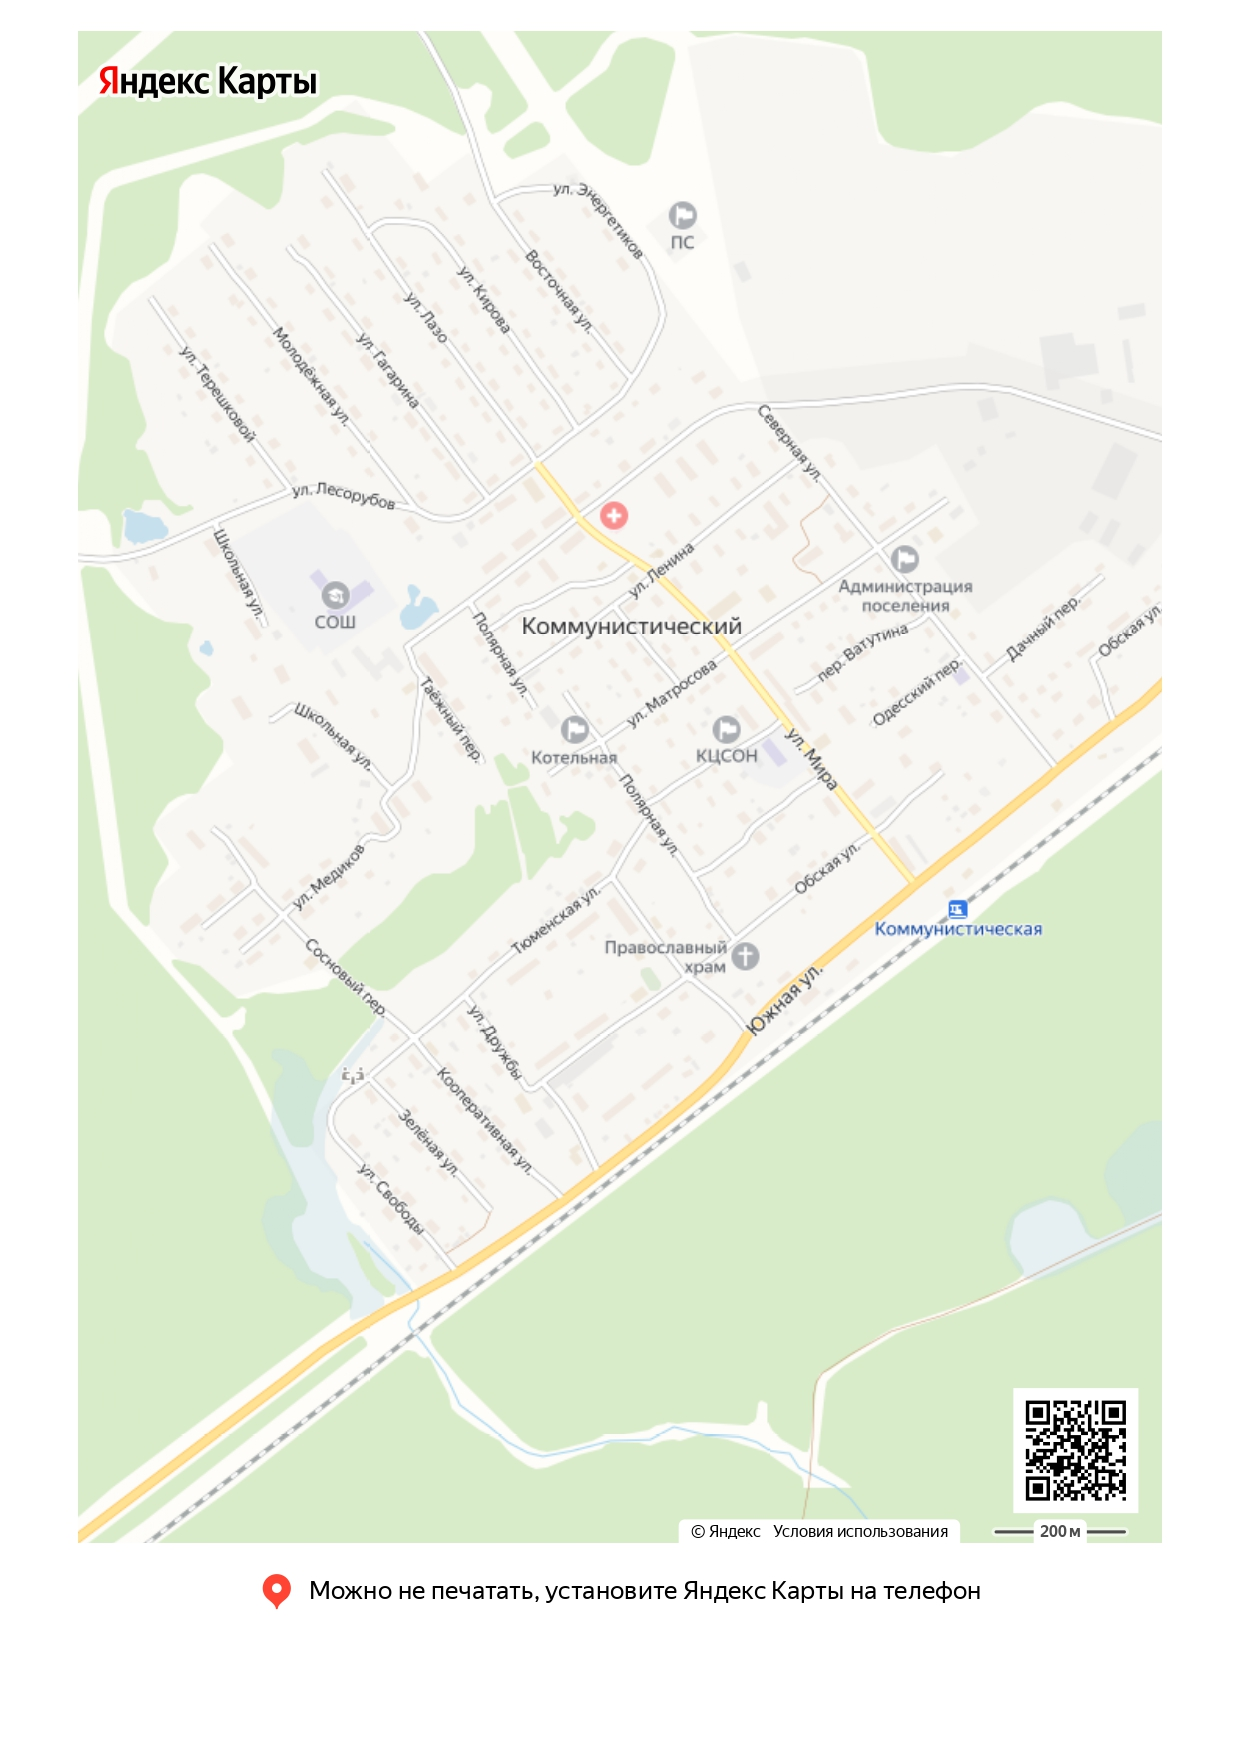 Яндекс Карты
ул. Энергетиков
ПС
Восточная ул.
ул. Кирова
ул. Лазо
ул. Гагарина
Молодёжная ул.
ул. Терешковой
Северная ул.
ул. Лесорубов
Школьная ул.
СОШ
ул. Ленина
Администрация
поселения
Коммунистический
Полярная ул.
пер. Ватутина
Дачный пер.
Обская ул.
Одесский пер.
ул. Матросова
Таёжный пер.
Школьная ул.
Котельная
КЦСОН
ул. Мира
Полярная ул.
ул. Медиков
Обская ул.
Тюменская ул.
Коммунистическая
Православный
храм
Сосновый пер.
Южная ул.
ул. Дружбы
Кооперативная ул.
Зелёная ул.
ул. Свободы
© Яндекс Условия использования
200 м
Можно не печатать, установите Яндекс Карты на телефон